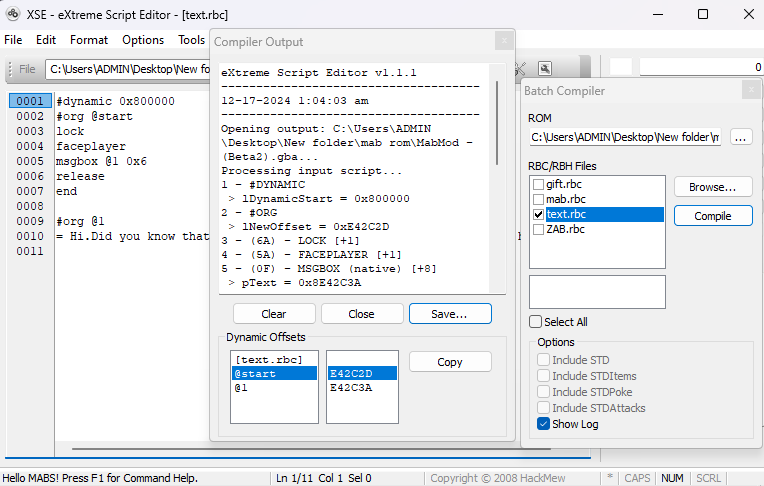 XSE - eXtreme Script Editor - [text.rbc]
File Edit Format Options Tools
File C:\Users\ADMIN\Desktop\New fo
0
0001 #dynamic 0x800000
0002 #org @start
0003 lock
0004 faceplayer
0005 msgbox @1 0x6
0006 release
0007 end
0008
0009 #org @1
0010 = Hi.Did you know that
0011
Compiler Output
eXtreme Script Editor v1.1.1
---------------------------------------
12-17-2024 1:04:03 am
---------------------------------------
Opening output: C:\Users\ADMIN
\Desktop\New folder\mab rom\MabMod -
(Beta2).gba...
Processing input script...
1 - #DYNAMIC
> lDynamicStart = 0x800000
2 - #ORG
> lNewOffset = 0xE42C2D
3 - (6A) - LOCK [+1]
4 - (5A) - FACEPLAYER [+1]
5 - (0F) - MSGBOX (native) [+8]
> pText = 0x8E42C3A
Clear Close Save...
Dynamic Offsets
[text.rbc]
@start E42C2D
@1 E42C3A
Copy
Batch Compiler
ROM
C:\Users\ADMIN\Desktop\New folder\m ...
RBC/RBH Files
gift.rbc
mab.rbc
text.rbc
ZAB.rbc
Browse...
Compile
Select All
Options
Include STD
Include STDItems
Include STDPoke
Include STDAttacks
Show Log
Hello MABS! Press F1 for Command Help. Ln 1/11 Col 1 Sel 0 Copyright © 2008 HackMew * CAPS NUM SCRL